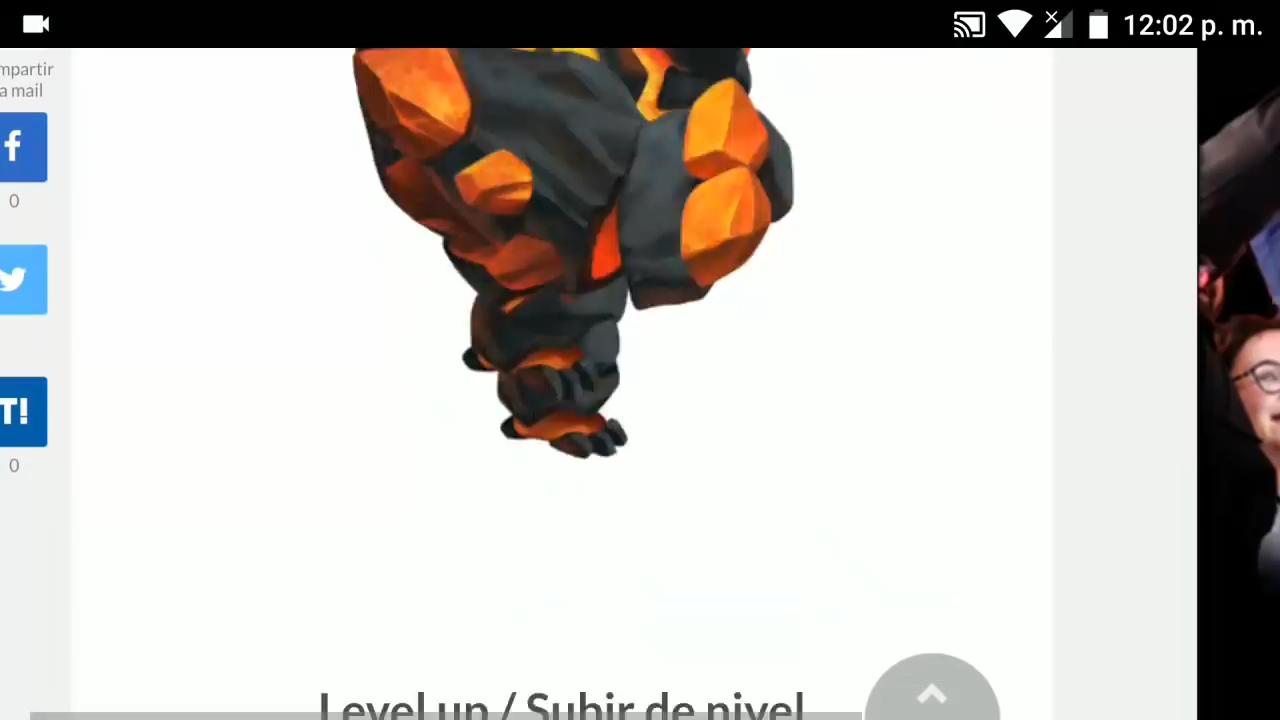 12:02 p. m.
mpartir
a mail
f
0
T!
0
Level up / Subir de nivel